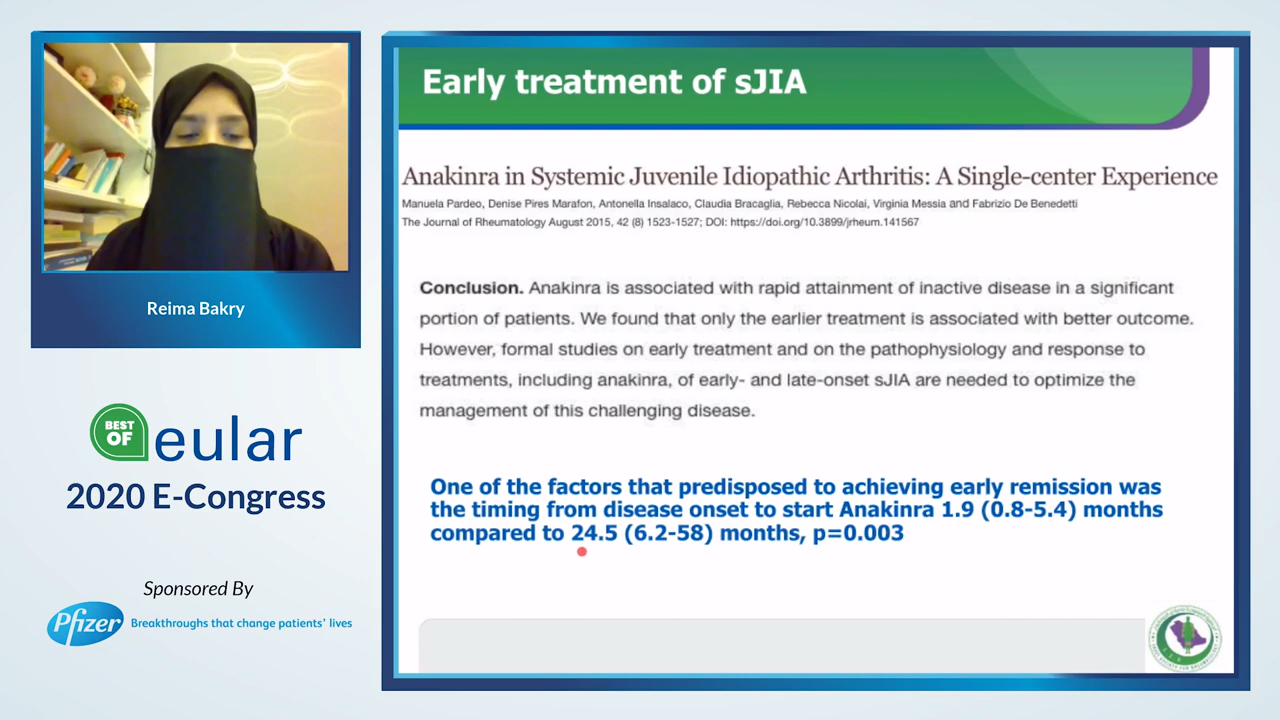 Reima Bakry
BEST OF eular
2020 E-Congress
Sponsored By
Pfizer Breakthroughs that change patients' lives
Early treatment of sJIA
Anakinra in Systemic Juvenile Idiopathic Arthritis: A Single-center Experience
Manuela Pardeo, Denise Pires Marafon, Antonella Insalaco, Claudia Bracaglia, Rebecca Nicolai, Virginia Messia and Fabrizio De Benedetti
The Journal of Rheumatology August 2015, 42 (8) 1523-1527; DOI: https://doi.org/10.3899/jrheum.141567
Conclusion. Anakinra is associated with rapid attainment of inactive disease in a significant
portion of patients. We found that only the earlier treatment is associated with better outcome.
However, formal studies on early treatment and on the pathophysiology and response to
treatments, including anakinra, of early- and late-onset sJIA are needed to optimize the
management of this challenging disease.
One of the factors that predisposed to achieving early remission was
the timing from disease onset to start Anakinra 1.9 (0.8-5.4) months
compared to 24.5 (6.2-58) months, p=0.003